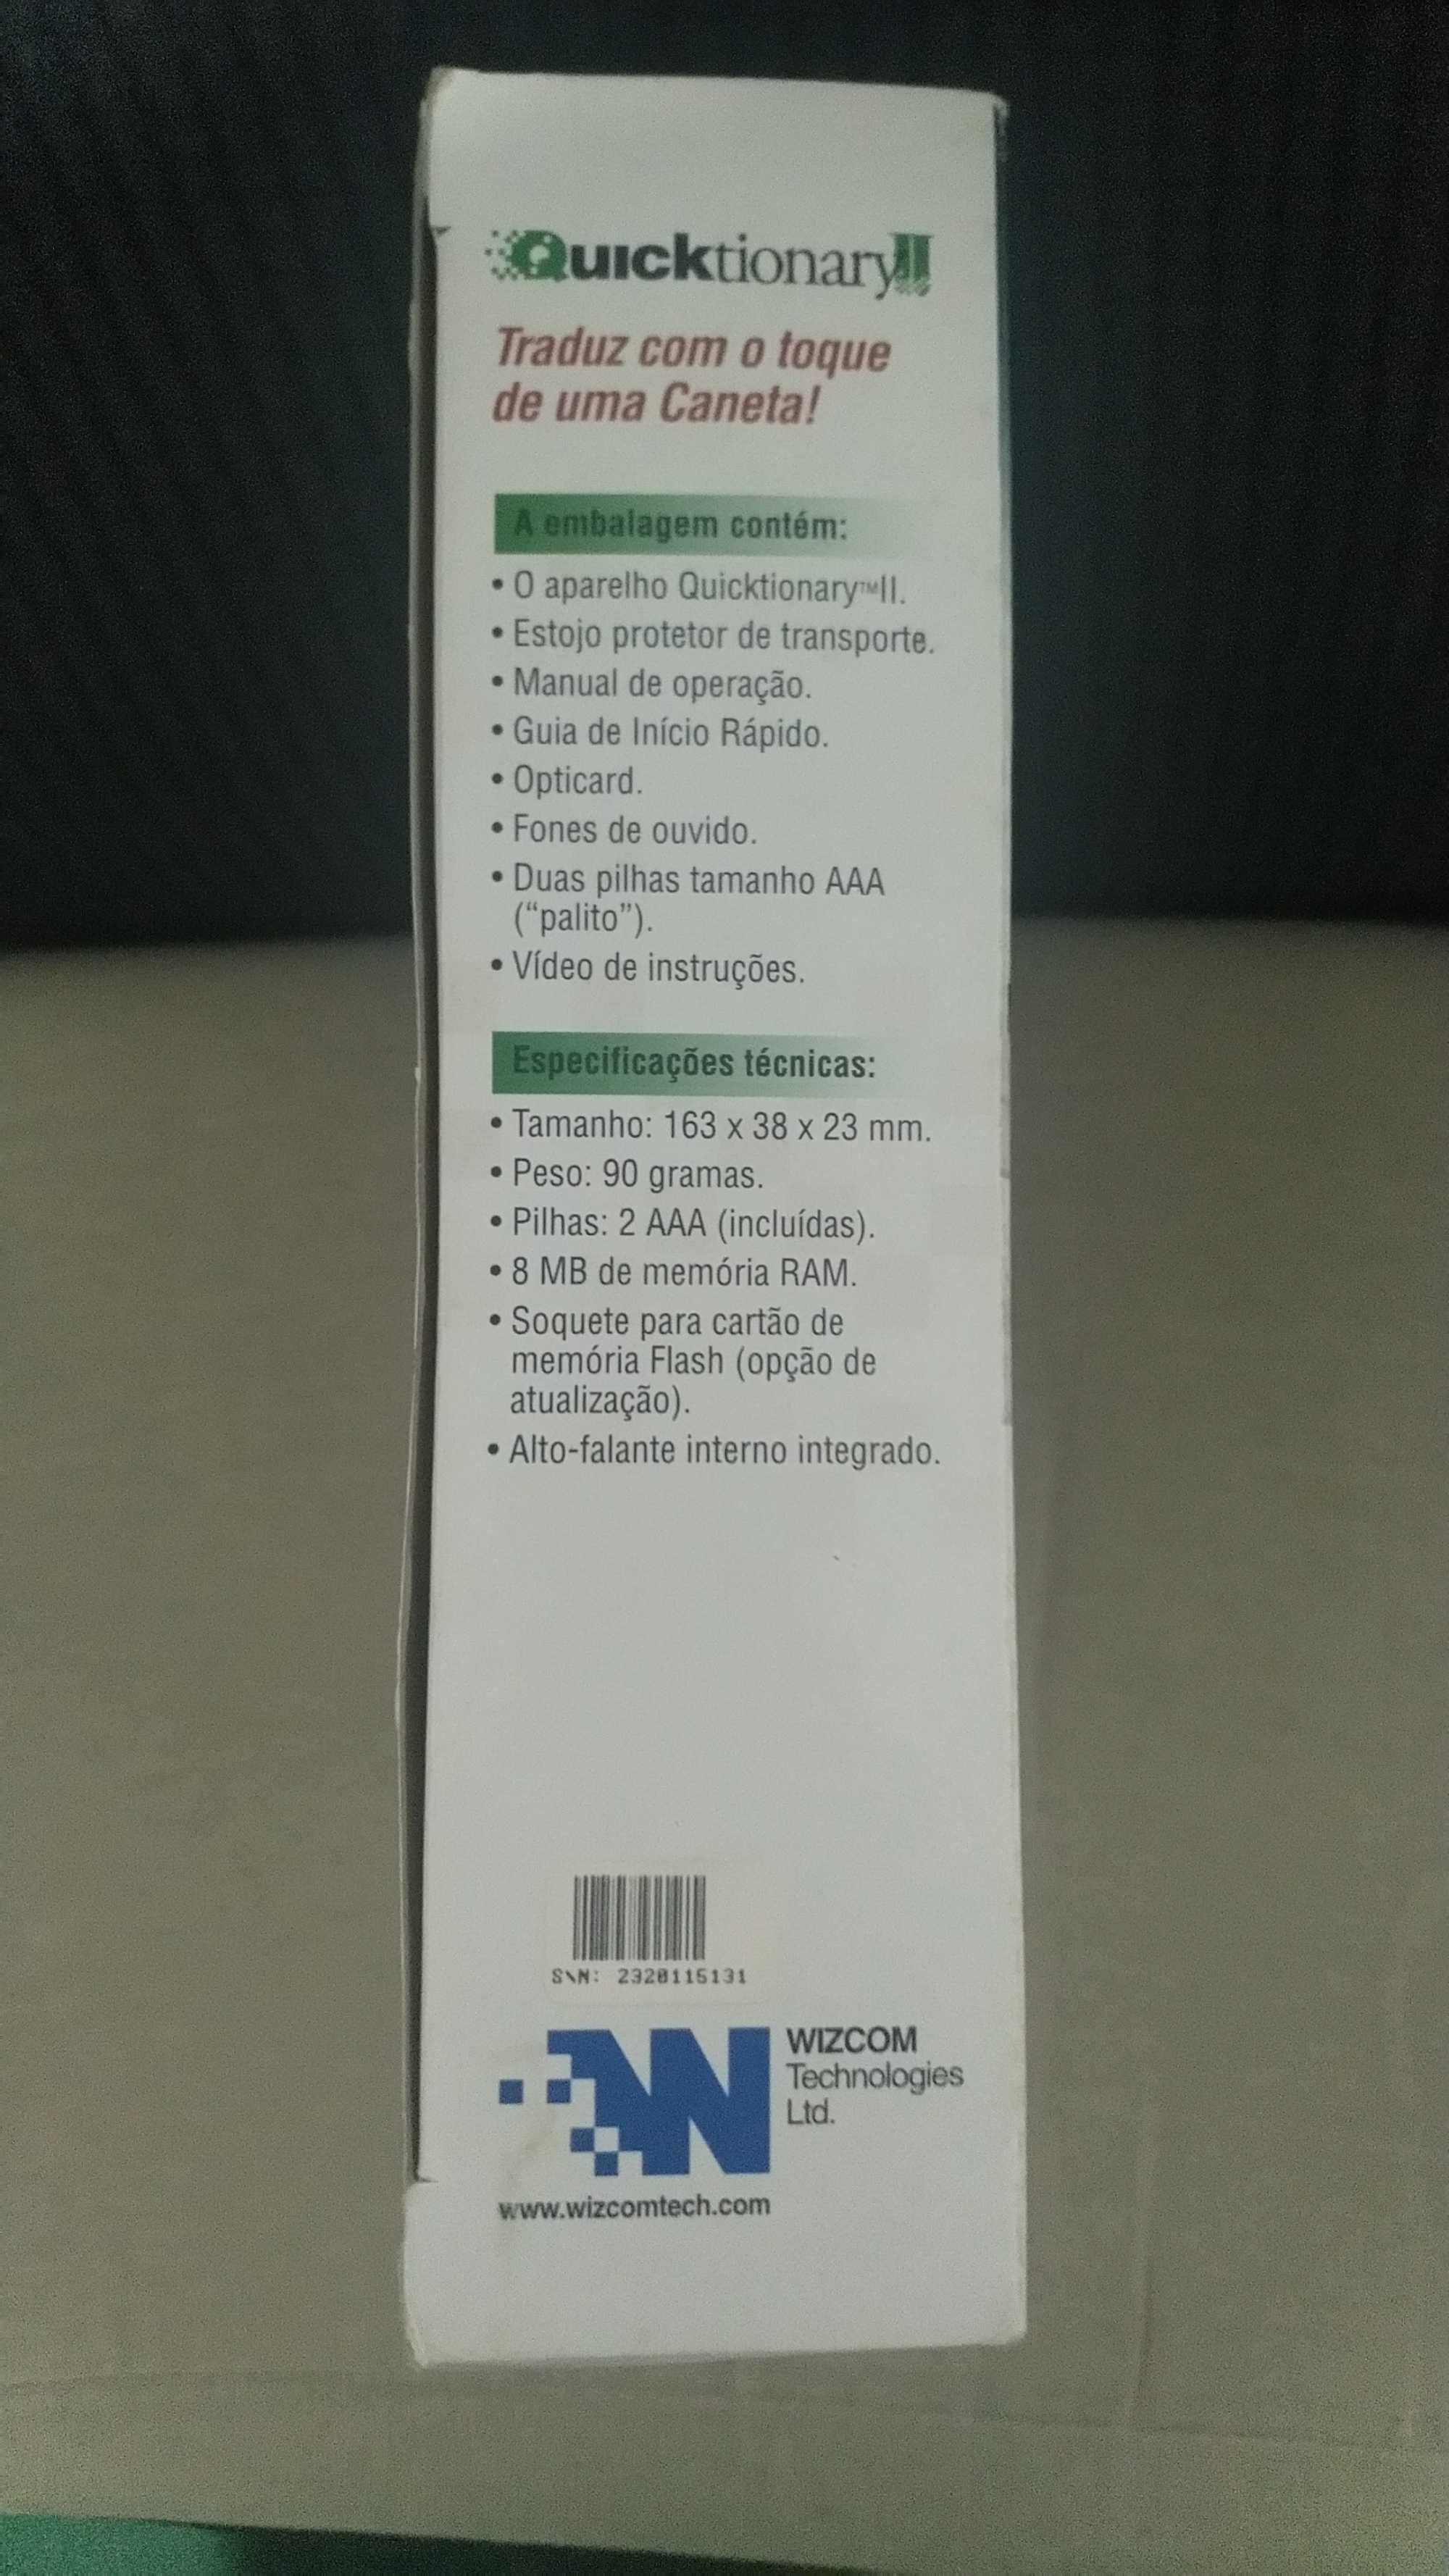 Quicktionary II
Traduz com o toque
de uma Caneta!
A embalagem contém:
• O aparelho Quicktionary™II.
• Estojo protetor de transporte.
• Manual de operação.
• Guia de Início Rápido.
• Opticard.
• Fones de ouvido.
• Duas pilhas tamanho AAA
(“palito”).
• Vídeo de instruções.
Especificações técnicas:
• Tamanho: 163 x 38 x 23 mm.
• Peso: 90 gramas.
• Pilhas: 2 AAA (incluídas).
• 8 MB de memória RAM.
• Soquete para cartão de
memória Flash (opção de
atualização).
• Alto-falante interno integrado.
S\N: 2320115131
WIZCOM
Technologies
Ltd.
www.wizcomtech.com